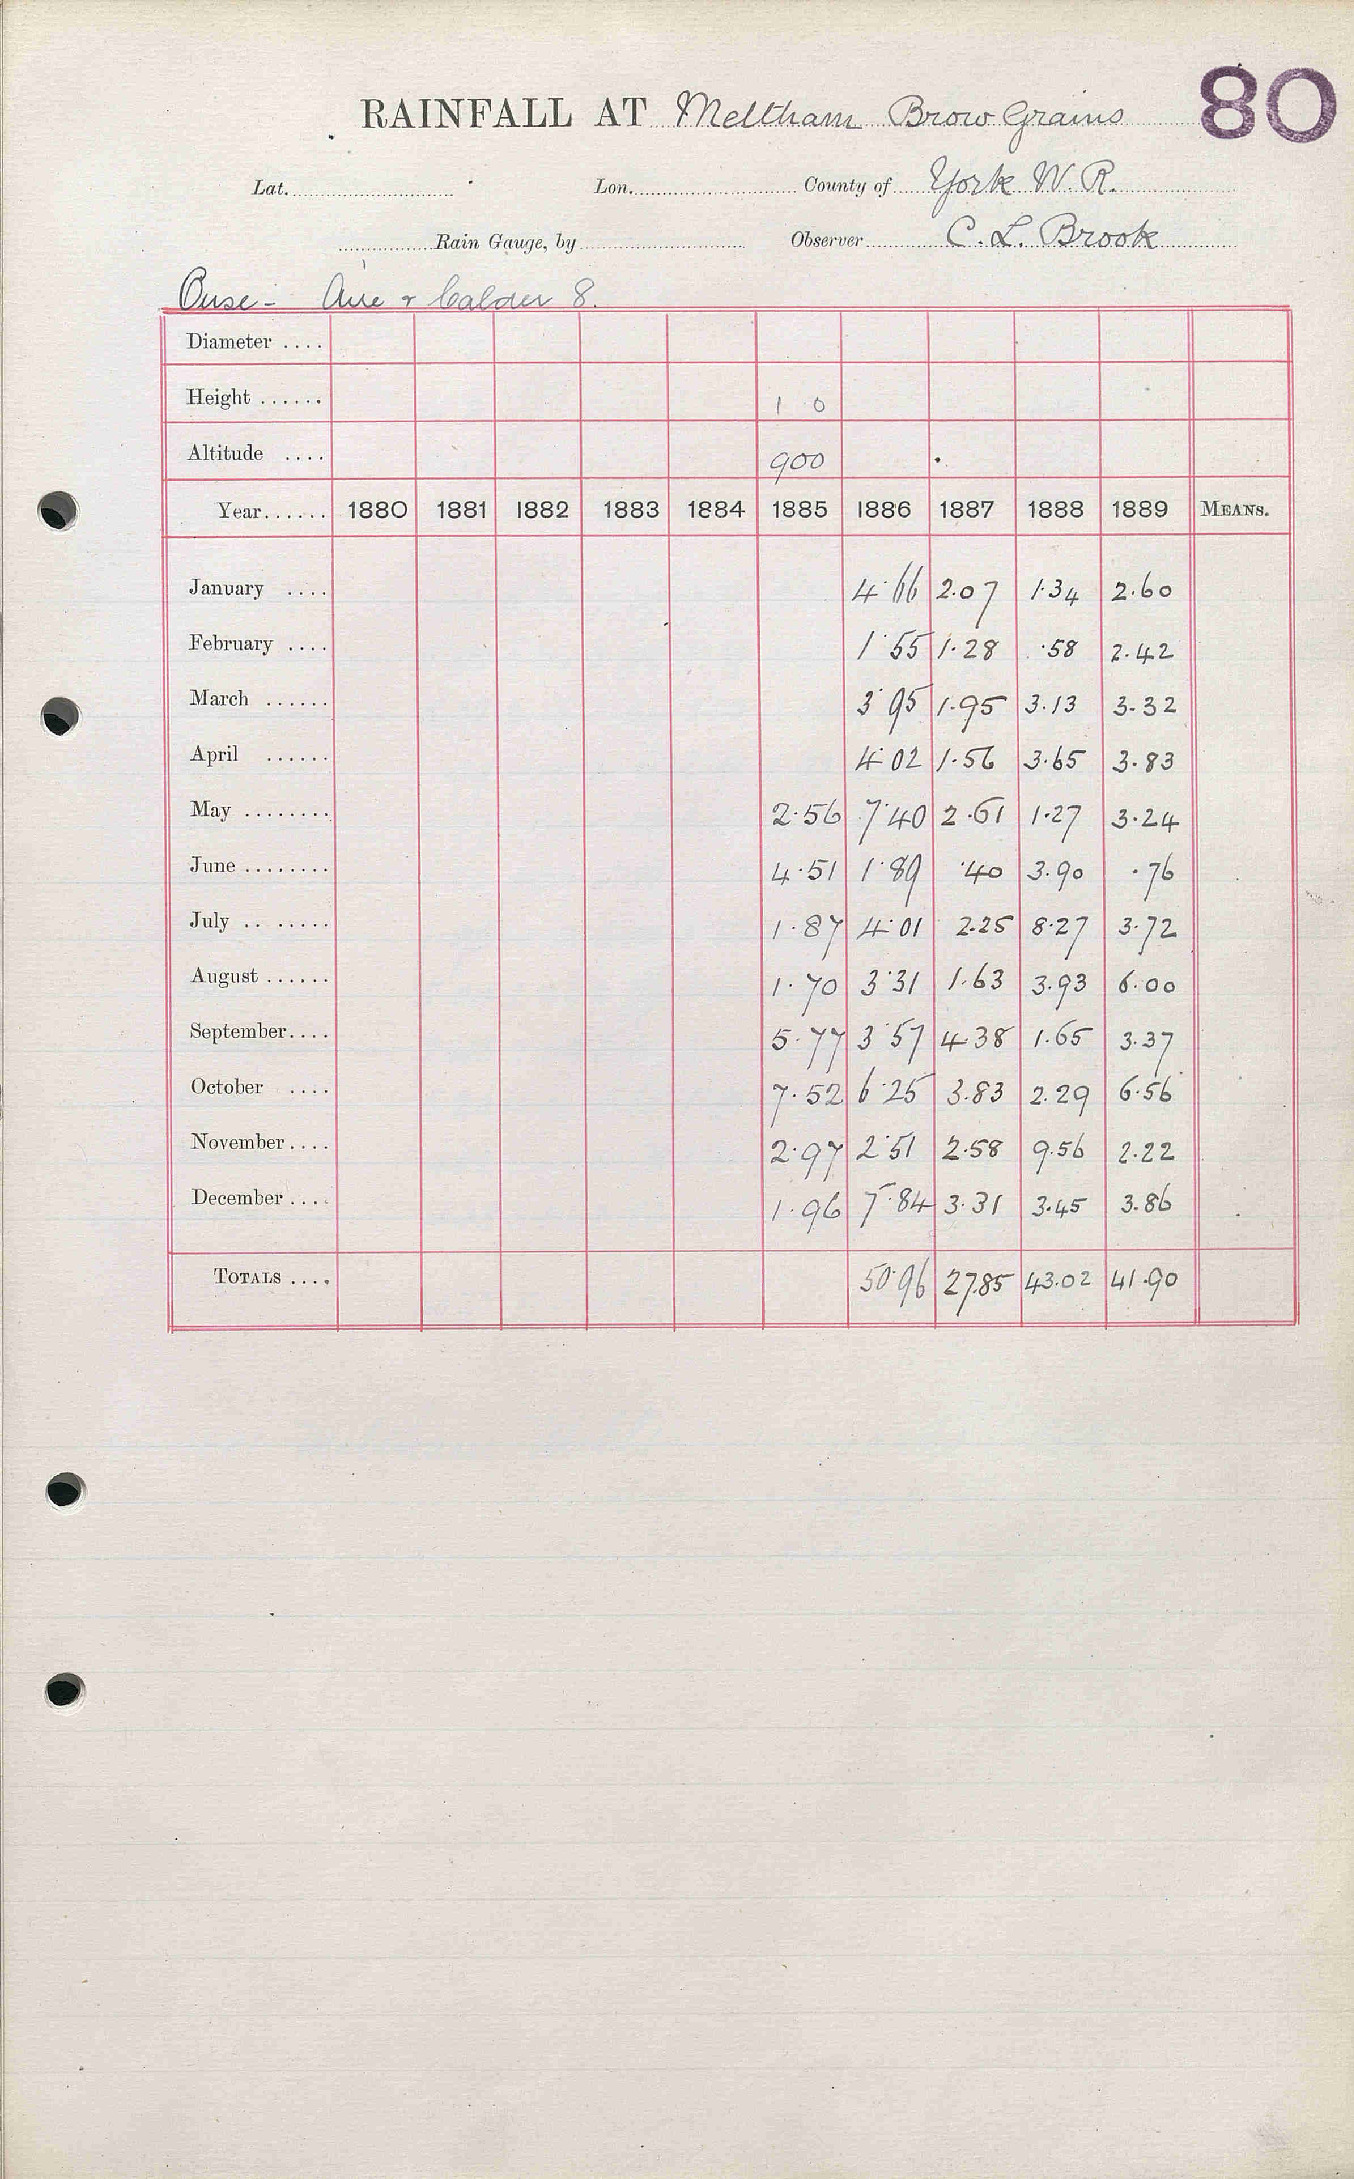 80
RAINFALL AT Meltham Brow Grains
Lat. Lon. County of York W. R.
Rain Gauge, by Observer C. L. Brook
Ouse - Aire & Calder 8.
Diameter ....
Height ...... 1 0
Altitude .... 900
Year...... 1880 1881 1882 1883 1884 1885 1886 1887 1888 1889 MEANS.
January .... 4·66 2.07 1.34 2.60
February .... 1·55 1.28 .58 2.42
March ...... 3·95 1.95 3.13 3.32
April ...... 4·02 1.56 3.65 3.83
May ........ 2.56 7·40 2.61 1.27 3.24
June ........ 4.51 1·89 .40 3.90 .76
July .. ...... 1.87 4·01 2.25 8.27 3.72
August ...... 1.70 3·31 1.63 3.93 6.00
September.... 5.77 3·57 4.38 1.65 3.37
October .... 7.52 6·25 3.83 2.29 6.56
November.... 2.97 2·51 2.58 9.56 2.22
December.... 1.96 7·84 3.31 3.45 3.86
TOTALS .... 50·96 27.85 43.02 41.90